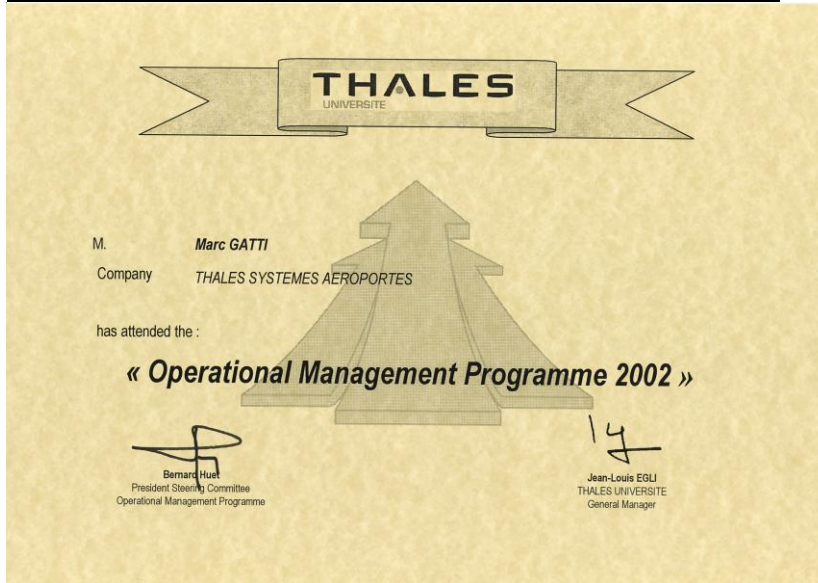 THALES
UNIVERSITE
M. Marc GATTI
Company THALES SYSTEMES AEROPORTES
has attended the :
« Operational Management Programme 2002 »
Bernard Huet
President Steering Committee
Operational Management Programme
Jean-Louis EGLI
THALES UNIVERSITE
General Manager